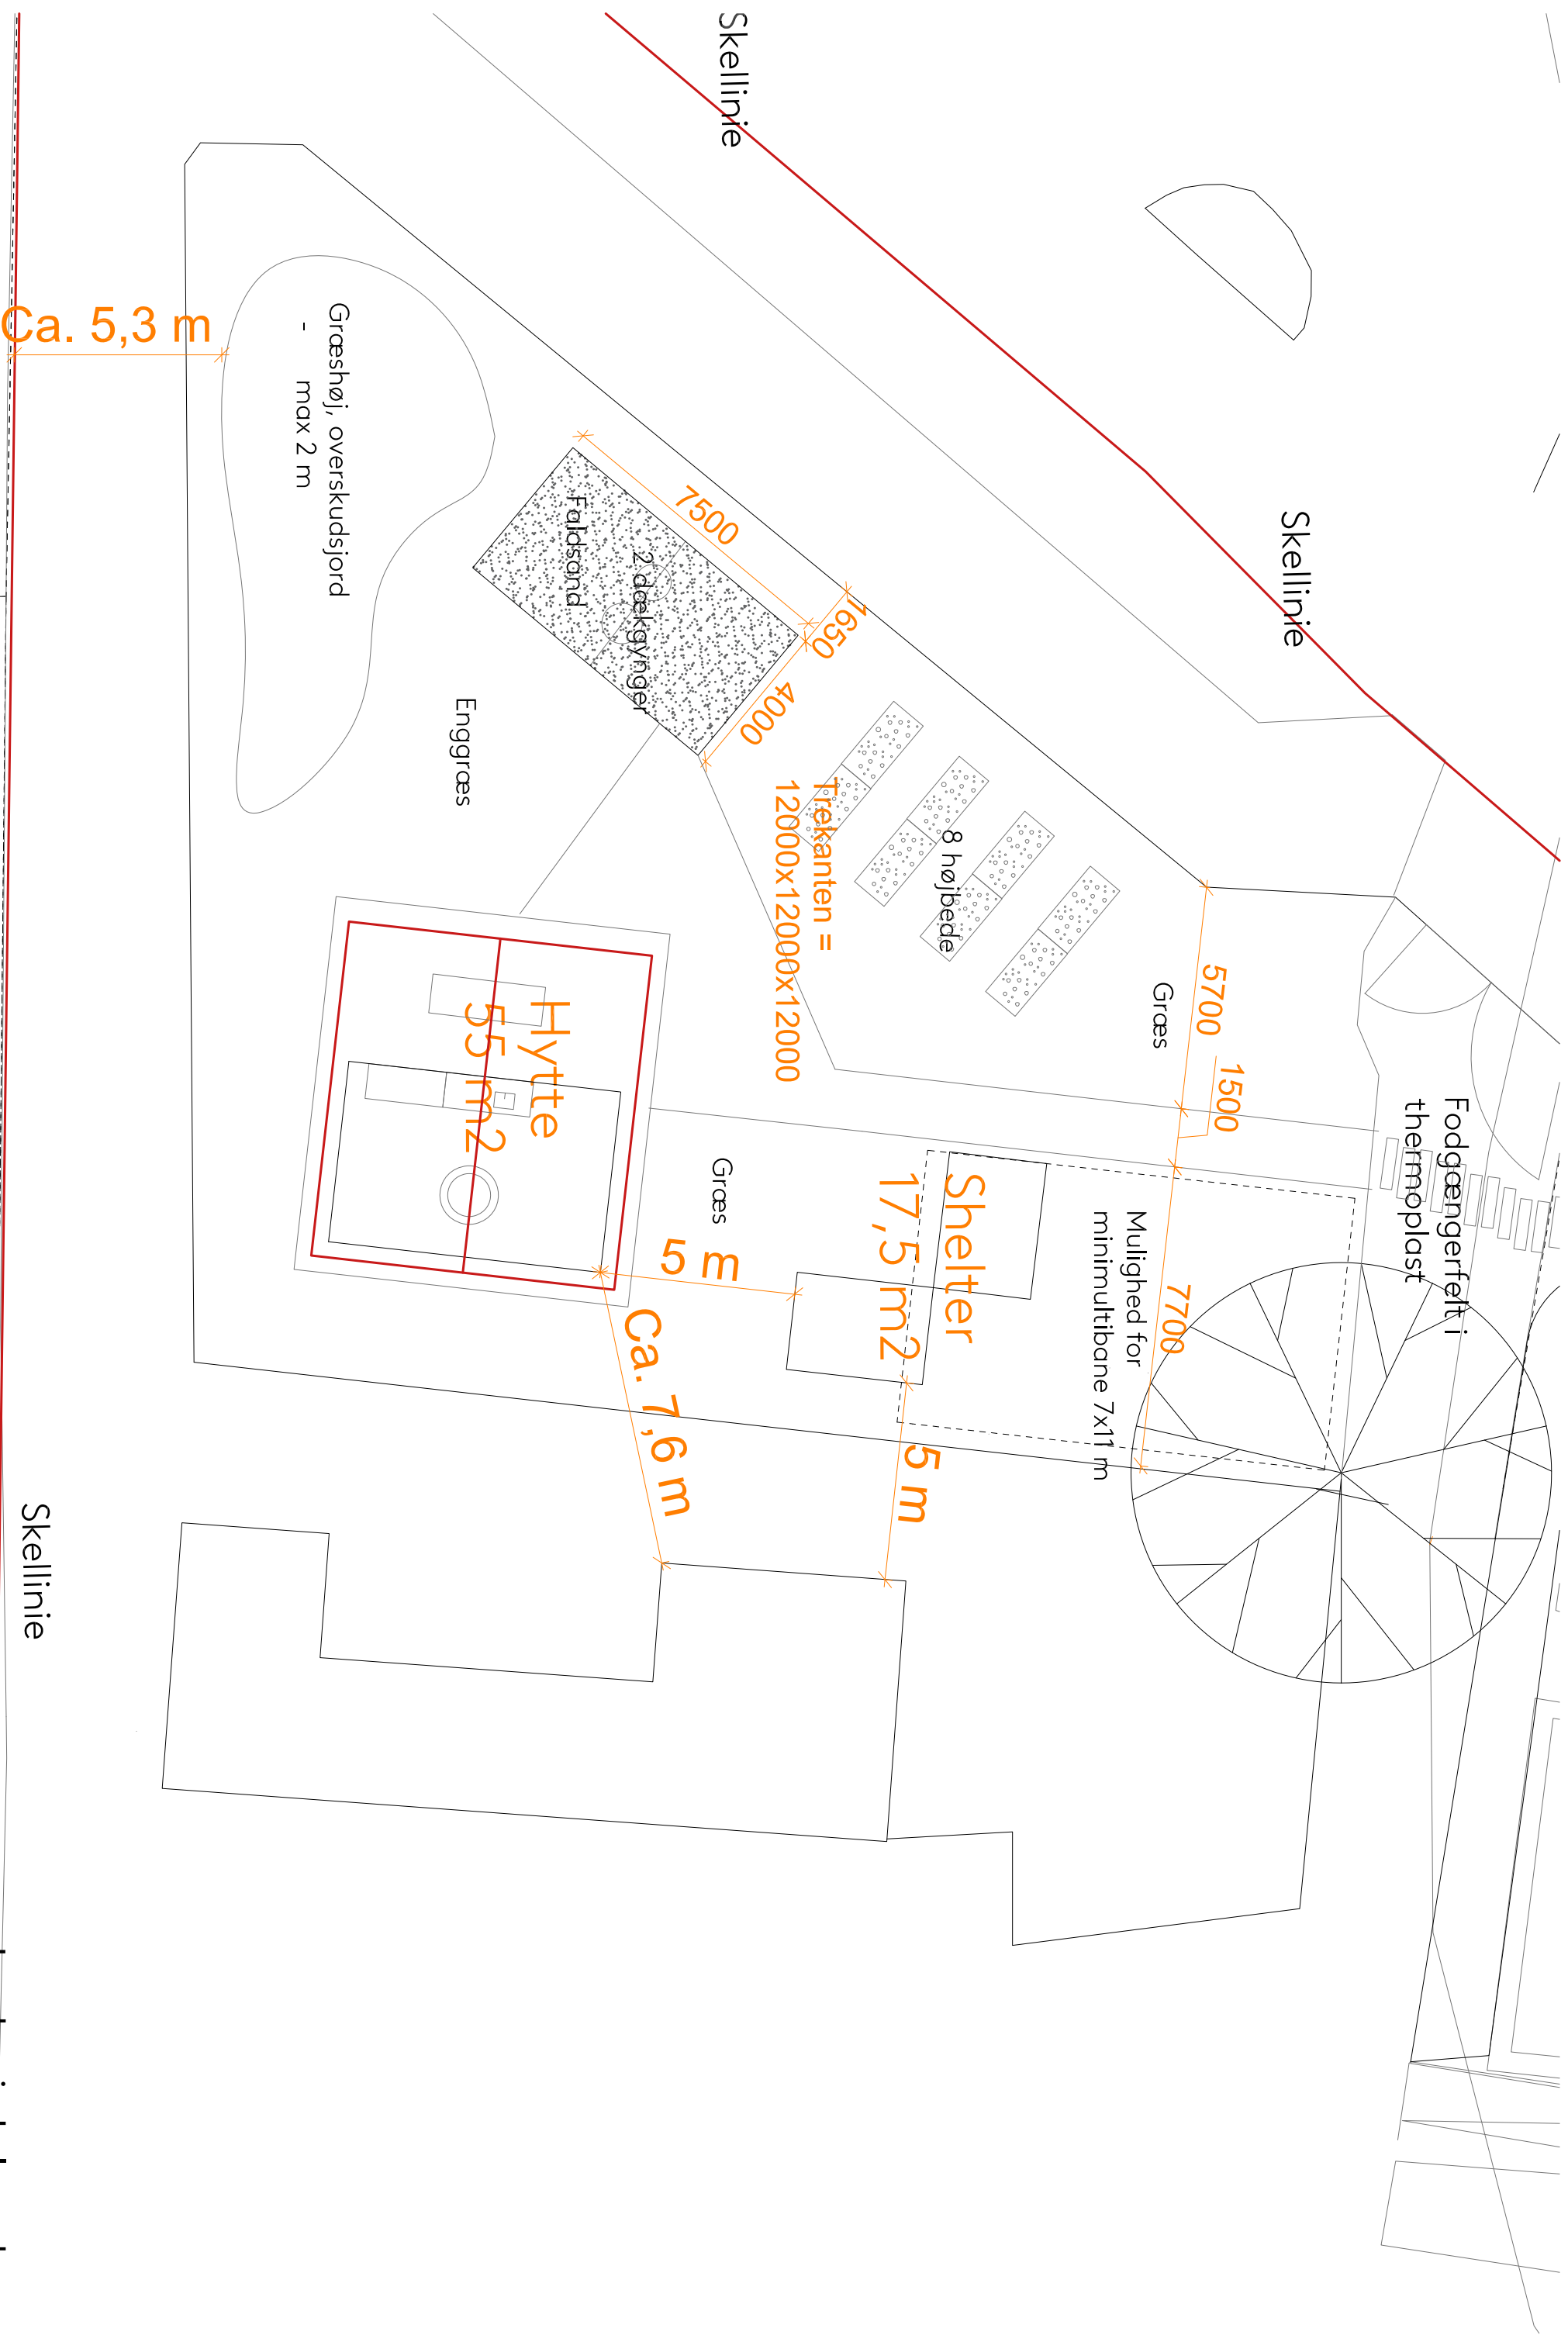 Skellinie
Skellinie
Ca. 5,3 m
Græshøj, overskudsjord
- max 2 m
7500
Faldsand
2 dækgynger
1650
4000
Enggræs
Trekanten =
12000x12000x12000
8 højbede
Græs
5700
1500
Hytte
55 m2
Fodgængerfelt i
thermoplast
Græs
Shelter
17,5 m2
Mulighed for
minimultibane 7x11 m
7700
5 m
Ca. 7,6 m
5 m
Skellinie